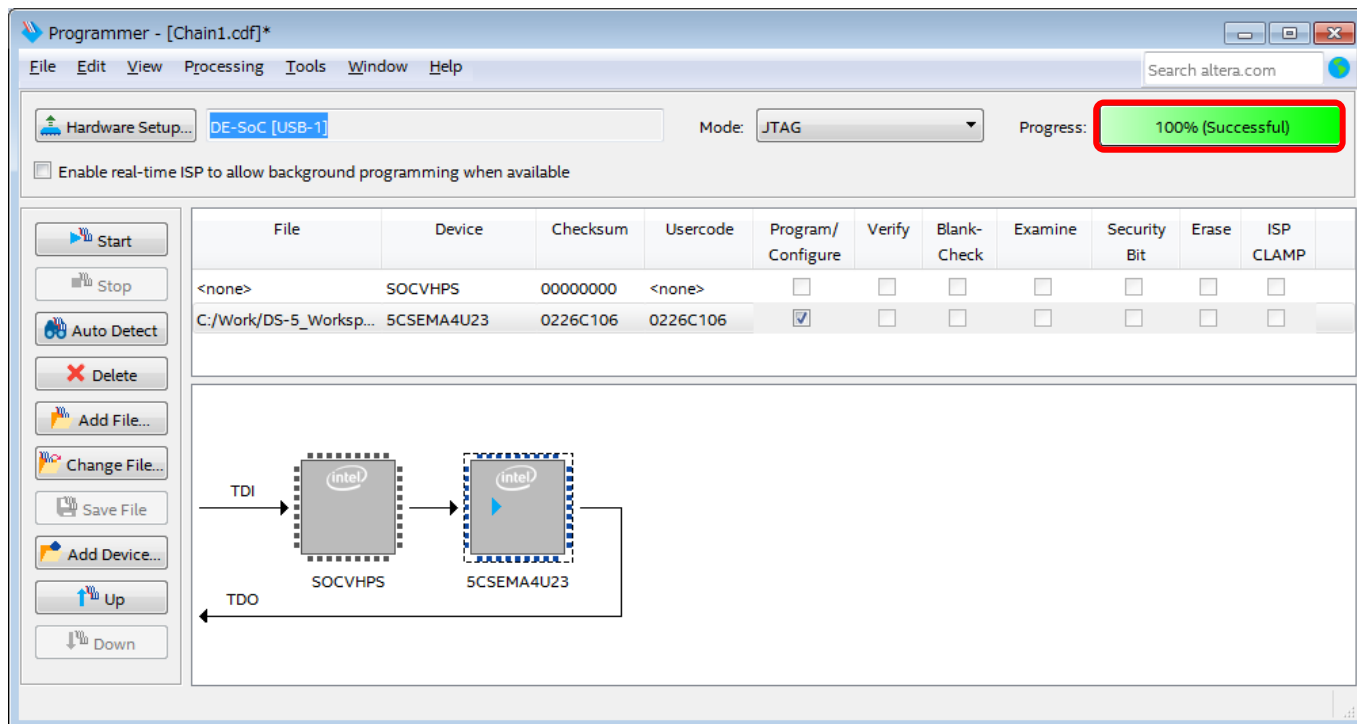 Programmer - [Chain1.cdf]*
File Edit View Processing Tools Window Help
Search altera.com
Hardware Setup... DE-SoC [USB-1] Mode: JTAG Progress: 100% (Successful)
Enable real-time ISP to allow background programming when available
Start
Stop
Auto Detect
Delete
Add File...
Change File...
Save File
Add Device...
Up
Down
File Device Checksum Usercode Program/ Verify Blank- Examine Security Erase ISP
Configure Check Bit CLAMP
<none> SOCVHPS 00000000 <none>
C:/Work/DS-5_Worksp... 5CSEMA4U23 0226C106 0226C106
intel intel
TDI
SOCVHPS 5CSEMA4U23
TDO